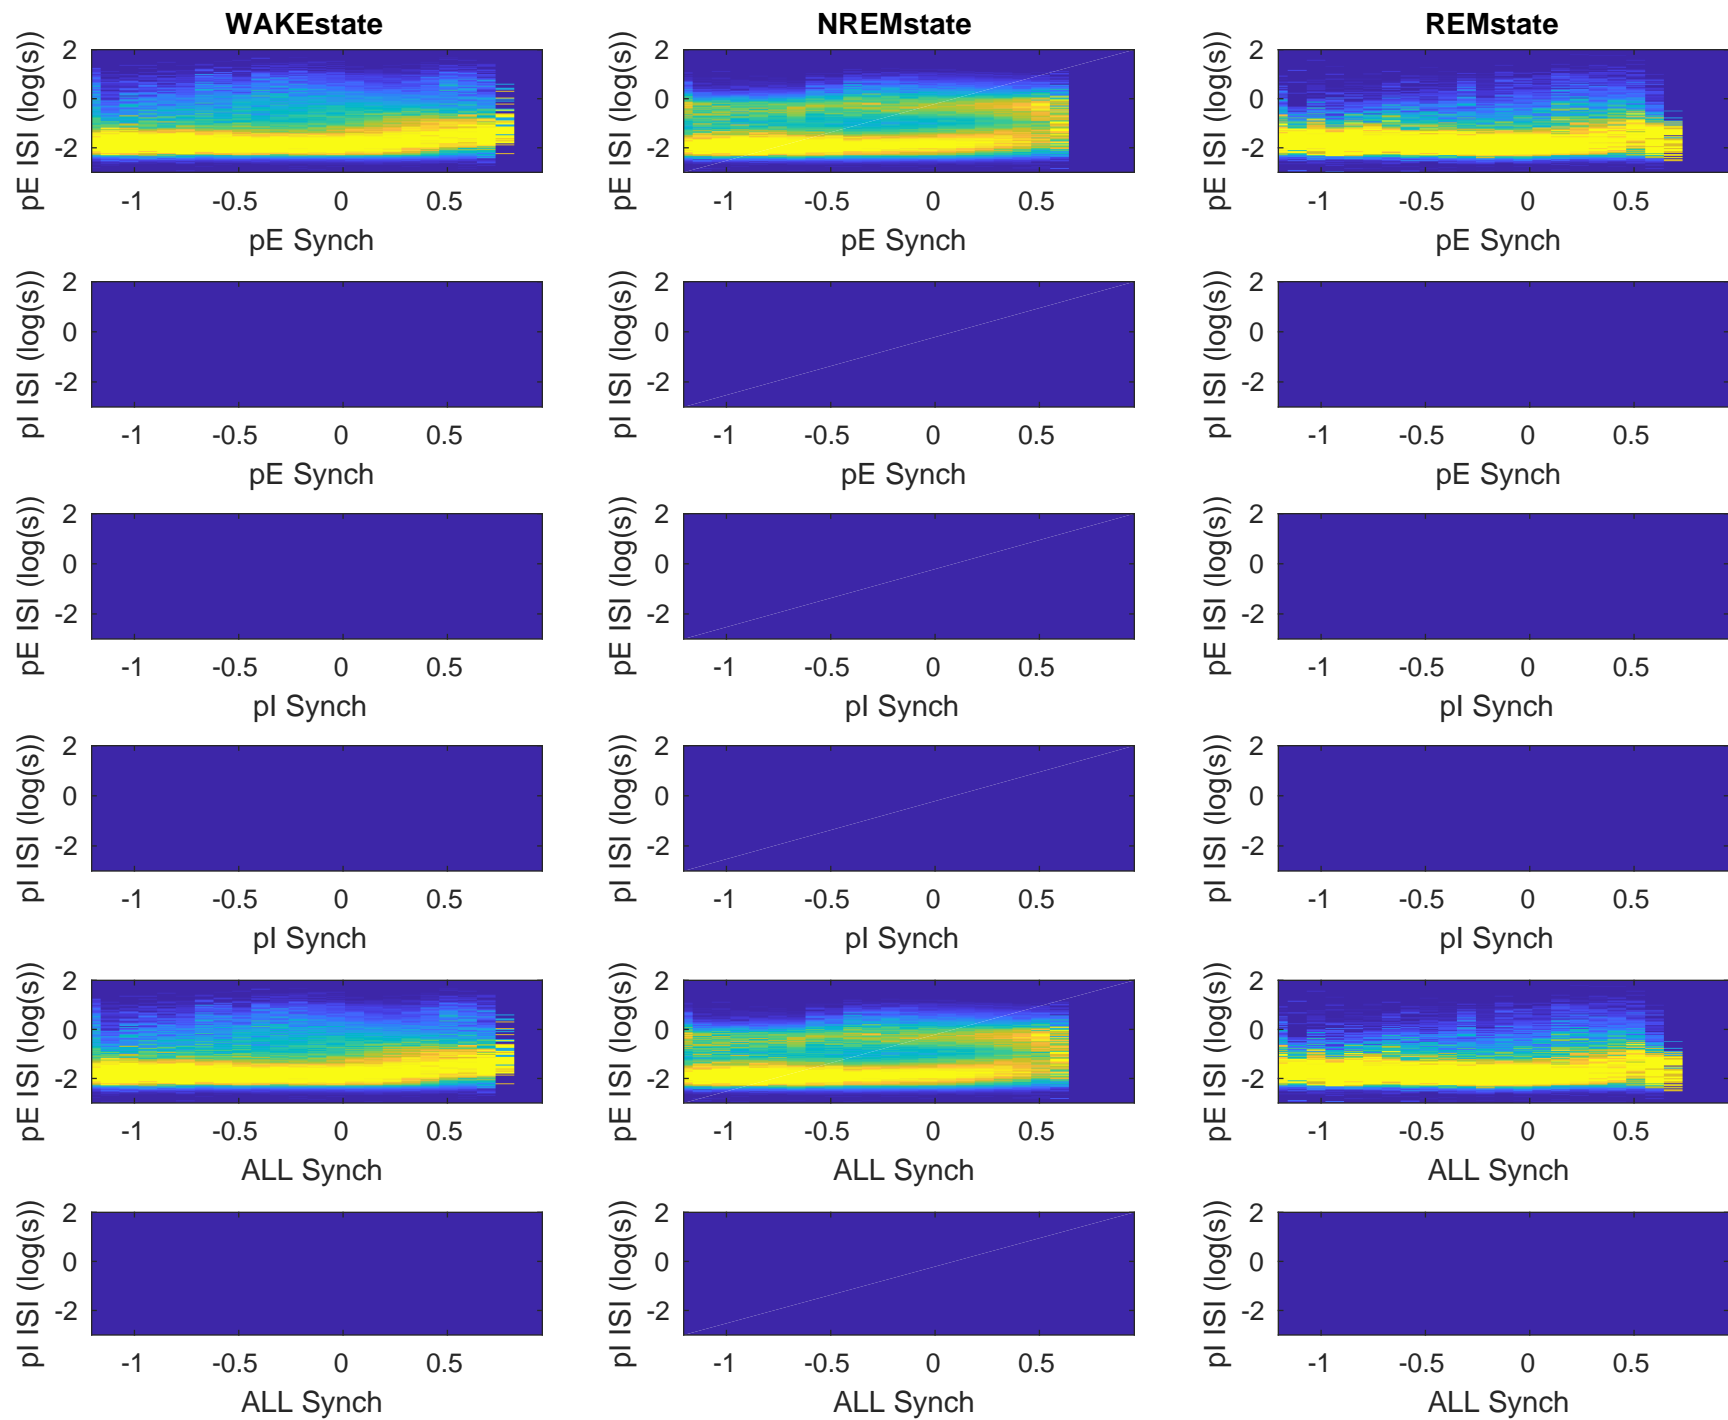 WAKEstate NREMstate REMstate
pE ISI (log(s)) 2 0 -2 pE ISI (log(s)) 2 0 -2 pE ISI (log(s)) 2 0 -2
-1 -0.5 0 0.5 -1 -0.5 0 0.5 -1 -0.5 0 0.5
pE Synch pE Synch pE Synch
pI ISI (log(s)) 2 0 -2 pI ISI (log(s)) 2 0 -2 pI ISI (log(s)) 2 0 -2
-1 -0.5 0 0.5 -1 -0.5 0 0.5 -1 -0.5 0 0.5
pE Synch pE Synch pE Synch
pE ISI (log(s)) 2 0 -2 pE ISI (log(s)) 2 0 -2 pE ISI (log(s)) 2 0 -2
-1 -0.5 0 0.5 -1 -0.5 0 0.5 -1 -0.5 0 0.5
pI Synch pI Synch pI Synch
pI ISI (log(s)) 2 0 -2 pI ISI (log(s)) 2 0 -2 pI ISI (log(s)) 2 0 -2
-1 -0.5 0 0.5 -1 -0.5 0 0.5 -1 -0.5 0 0.5
pI Synch pI Synch pI Synch
pE ISI (log(s)) 2 0 -2 pE ISI (log(s)) 2 0 -2 pE ISI (log(s)) 2 0 -2
-1 -0.5 0 0.5 -1 -0.5 0 0.5 -1 -0.5 0 0.5
ALL Synch ALL Synch ALL Synch
pI ISI (log(s)) 2 0 -2 pI ISI (log(s)) 2 0 -2 pI ISI (log(s)) 2 0 -2
-1 -0.5 0 0.5 -1 -0.5 0 0.5 -1 -0.5 0 0.5
ALL Synch ALL Synch ALL Synch